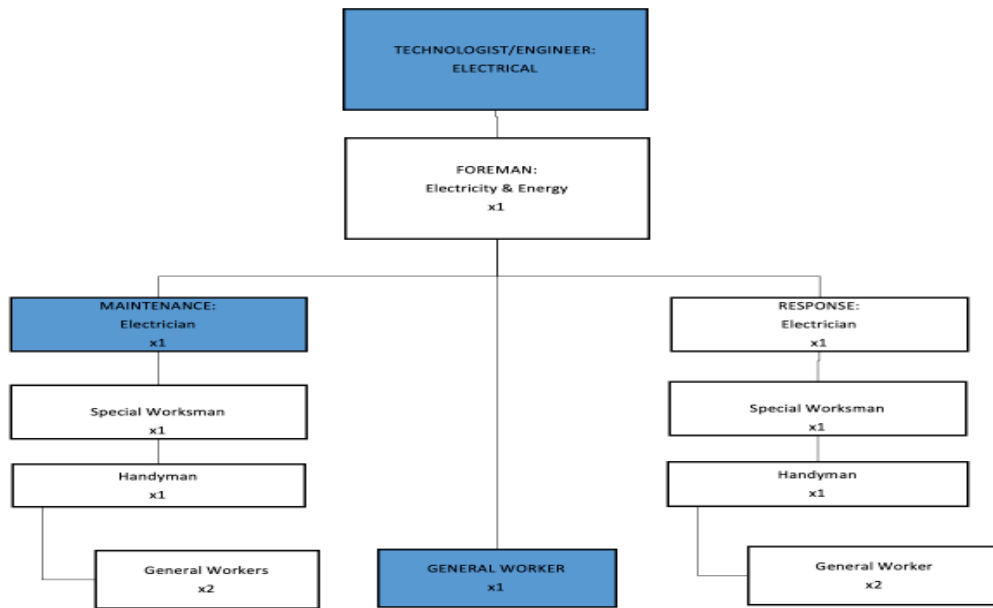 TECHNOLOGIST/ENGINEER:
ELECTRICAL
FOREMAN:
Electricity & Energy
x1
MAINTENANCE:
Electrician
x1
Special Worksman
x1
Handyman
x1
General Workers
x2
GENERAL WORKER
x1
RESPONSE:
Electrician
x1
Special Worksman
x1
Handyman
x1
General Worker
x2